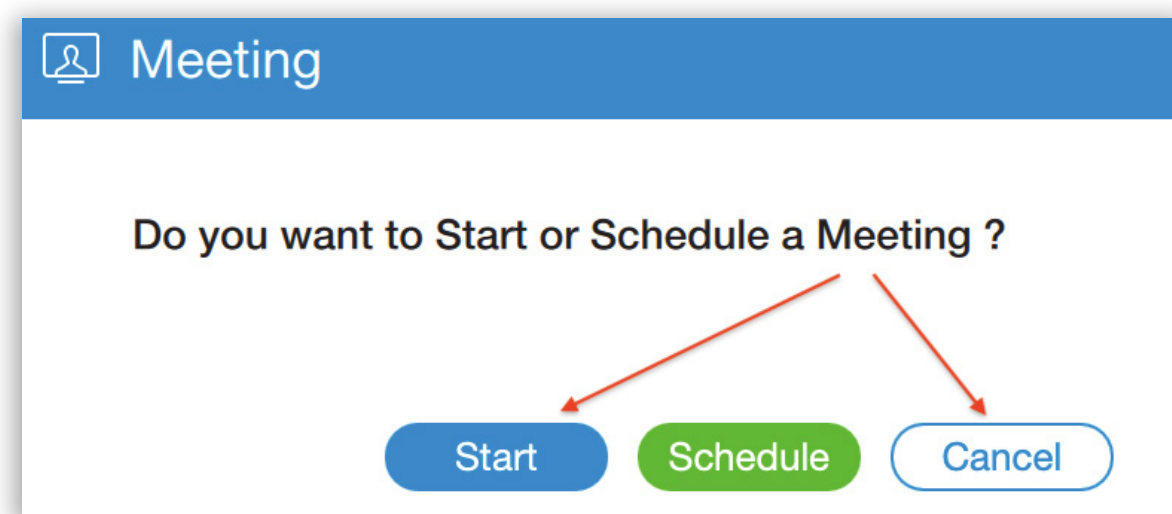 Meeting
Do you want to Start or Schedule a Meeting ?
Start Schedule Cancel